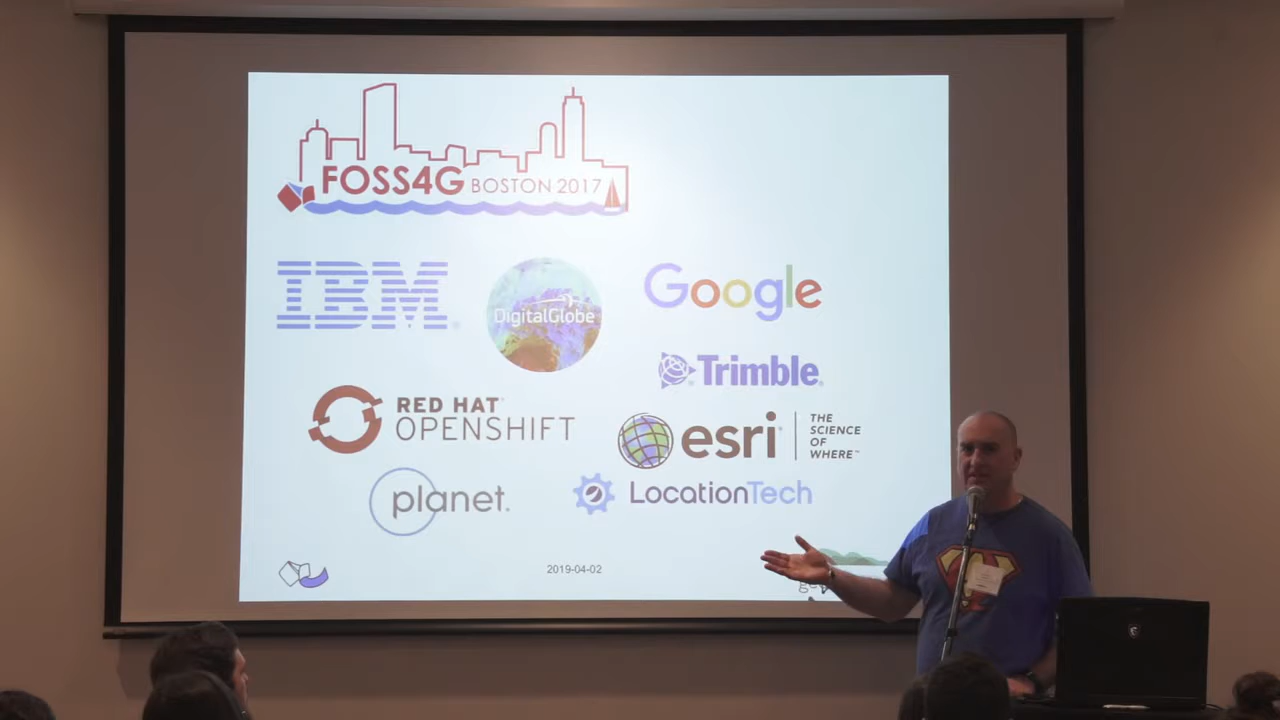 FOSS4G BOSTON 2017
IBM
DigitalGlobe
Google
Trimble
RED HAT
OPENSHIFT
esri
THE
SCIENCE
OF
WHERE™
planet.
LocationTech
2019-04-02